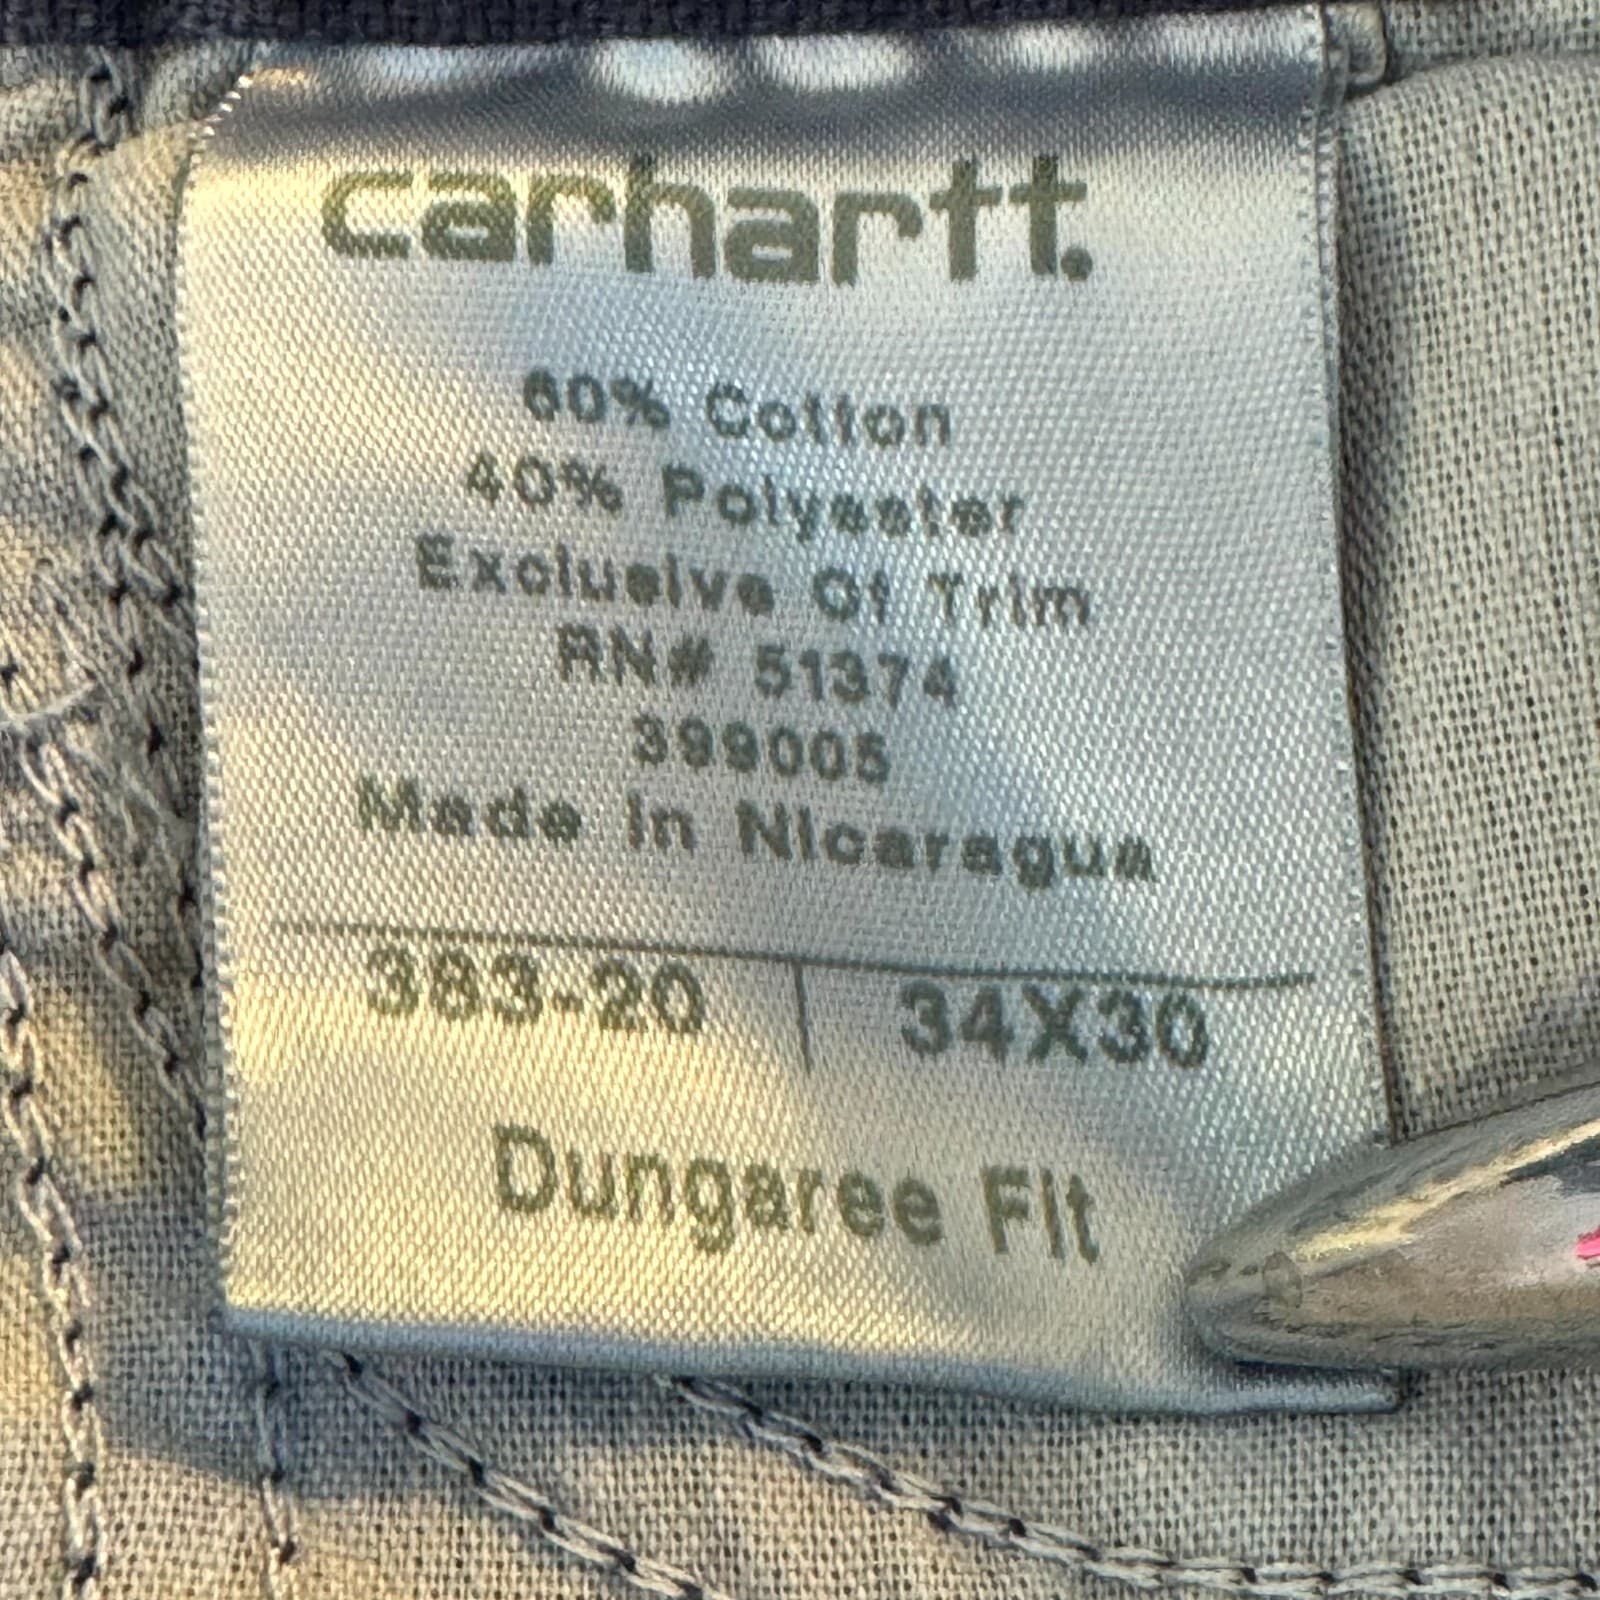 carhartt.
60% Cotton
40% Polyester
Exclusive Of Trim
RN# 51374
399005
Made In Nicaragua
383-20 34X30
Dungaree Fit